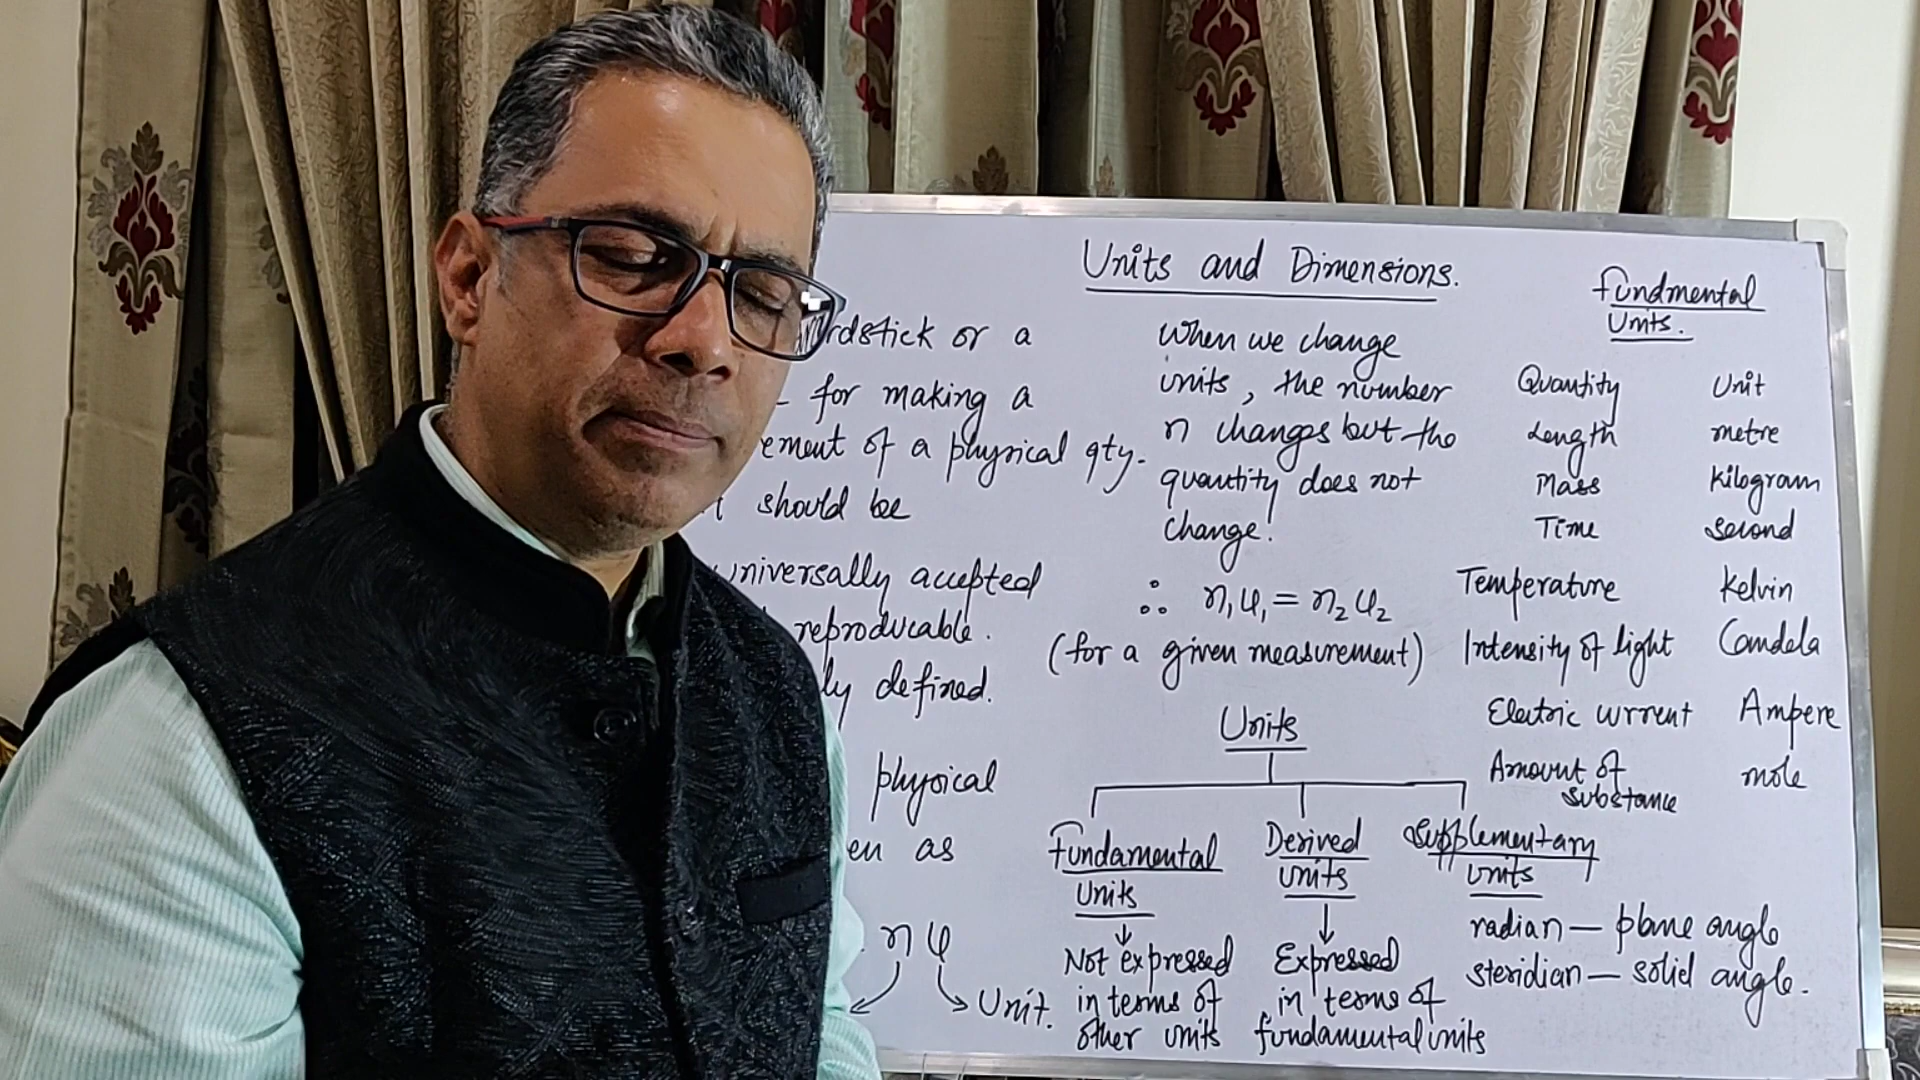 Units and Dimensions.
or a
for making a
of a physical qty.
should be
universally accepted
reproducable.
defined.
physical
as
n u
Unit.
When we change
units, the number
n changes but the
quantity does not
change!
∴ n₁u₁ = n₂u₂
(for a given measurement)
Units
Fundamental
Units
Not expressed
in terms of
other units
Derived
units
Expressed
in terms of
fundamental units
Supplementary
units
radian — plane angle
steridian — solid angle.
Fundmental
Units.
Quantity Unit
Length metre
Mass Kilogram
Time second
Temperature Kelvin
Intensity of light Candela
Electric current Ampere
Amount of mole
substance